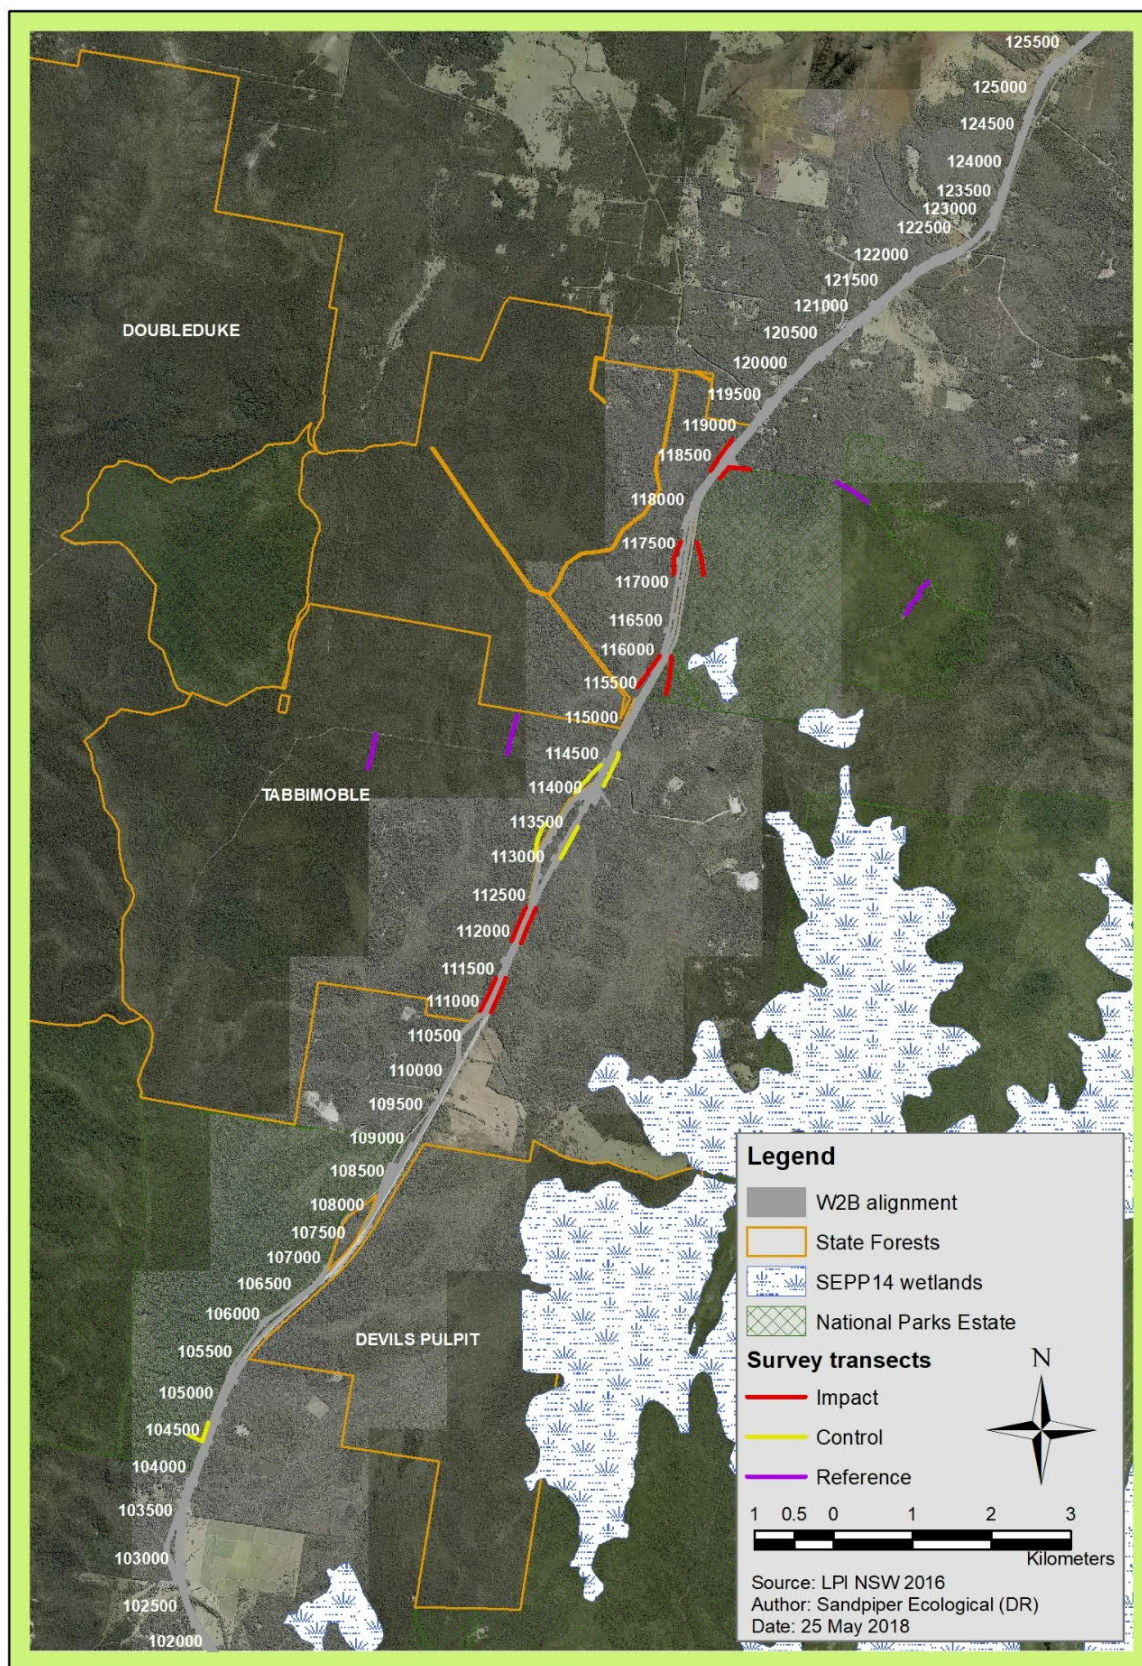 125500
125000
124500
124000
123500
123000
122500
122000
121500
121000
120500
120000
119500
119000
118500
118000
117500
117000
116500
116000
115500
115000
114500
114000
113500
113000
112500
112000
111500
111000
110500
110000
109500
109000
108500
108000
107500
107000
106500
106000
105500
105000
104500
104000
103500
103000
102500
102000
DOUBLEDUKE
TABBIMOBLE
DEVILS PULPIT
Legend
W2B alignment
State Forests
SEPP14 wetlands
National Parks Estate
Survey transects
Impact
Control
Reference
N
1 0.5 0 1 2 3
Kilometers
Source: LPI NSW 2016
Author: Sandpiper Ecological (DR)
Date: 25 May 2018